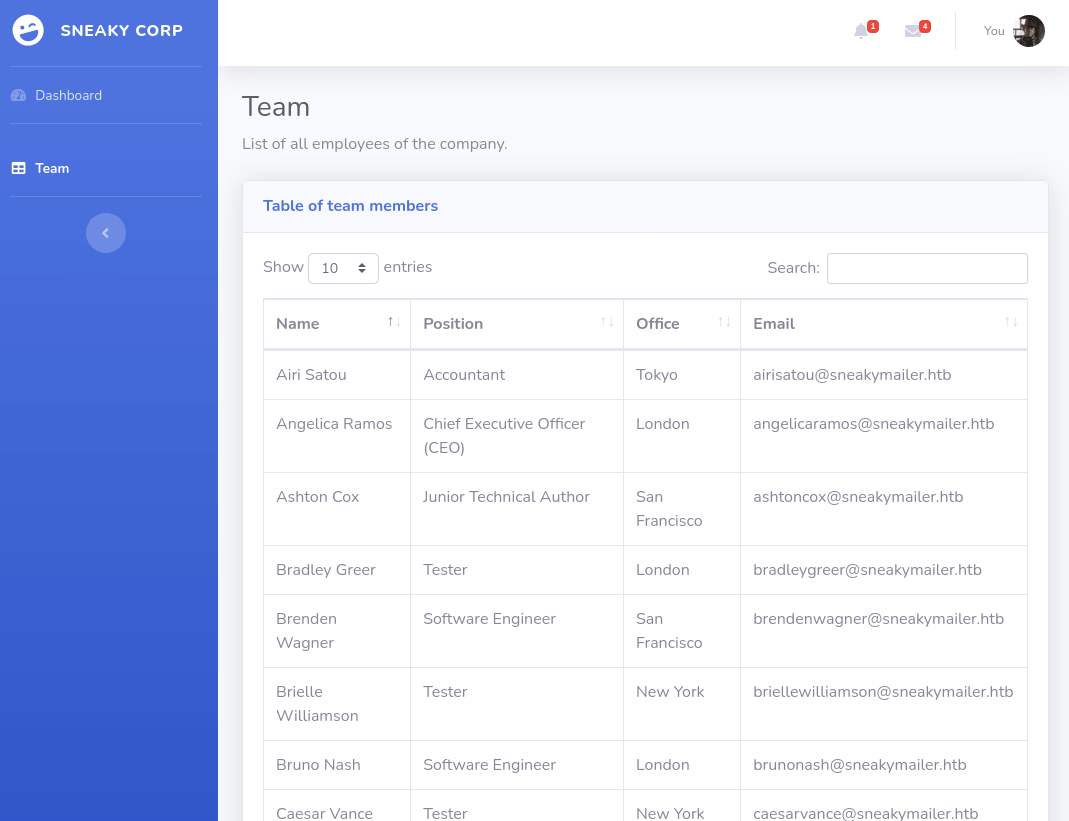 SNEAKY CORP
1
4
You
Dashboard
Team
Team
List of all employees of the company.
Table of team members
Show 10 entries
Search:
Name Position Office Email
Airi Satou Accountant Tokyo airisatou@sneakymailer.htb
Angelica Ramos Chief Executive Officer London angelicaramos@sneakymailer.htb
(CEO)
Ashton Cox Junior Technical Author San ashtoncox@sneakymailer.htb
Francisco
Bradley Greer Tester London bradleygreer@sneakymailer.htb
Brenden Software Engineer San brendenwagner@sneakymailer.htb
Wagner Francisco
Brielle Tester New York briellewilliamson@sneakymailer.htb
Williamson
Bruno Nash Software Engineer London brunonash@sneakymailer.htb
Caesar Vance Tester New York caesarvance@sneakymailer.htb